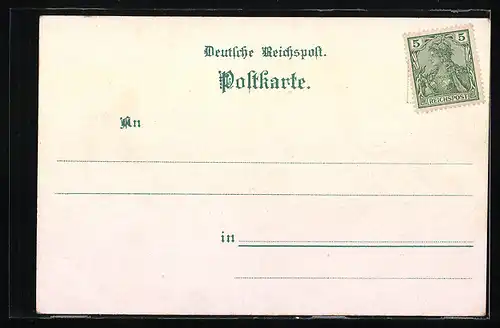 Deutsche Reichspost.
Postkarte.
5 5
REICHSPOST
An
in